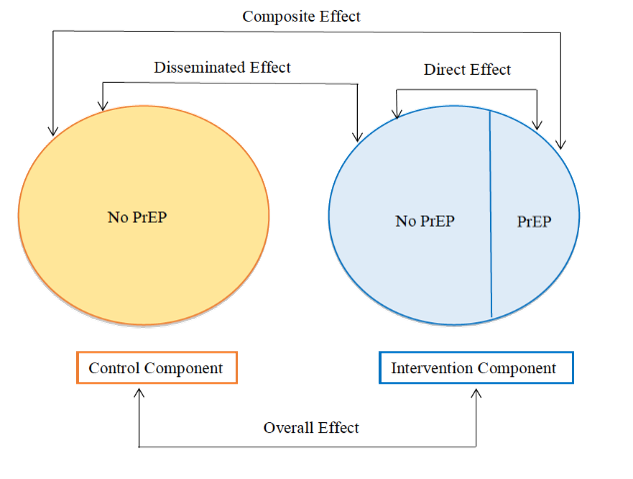 Composite Effect
Disseminated Effect
Direct Effect
No PrEP
No PrEP
PrEP
Control Component
Intervention Component
Overall Effect